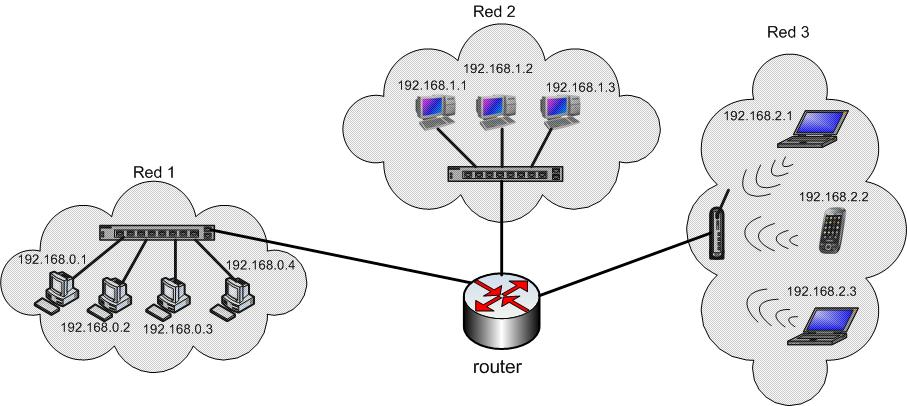 Red 2
192.168.1.1
192.168.1.2
192.168.1.3
Red 3
192.168.2.1
192.168.2.2
192.168.2.3
Red 1
192.168.0.1
192.168.0.2
192.168.0.3
192.168.0.4
router